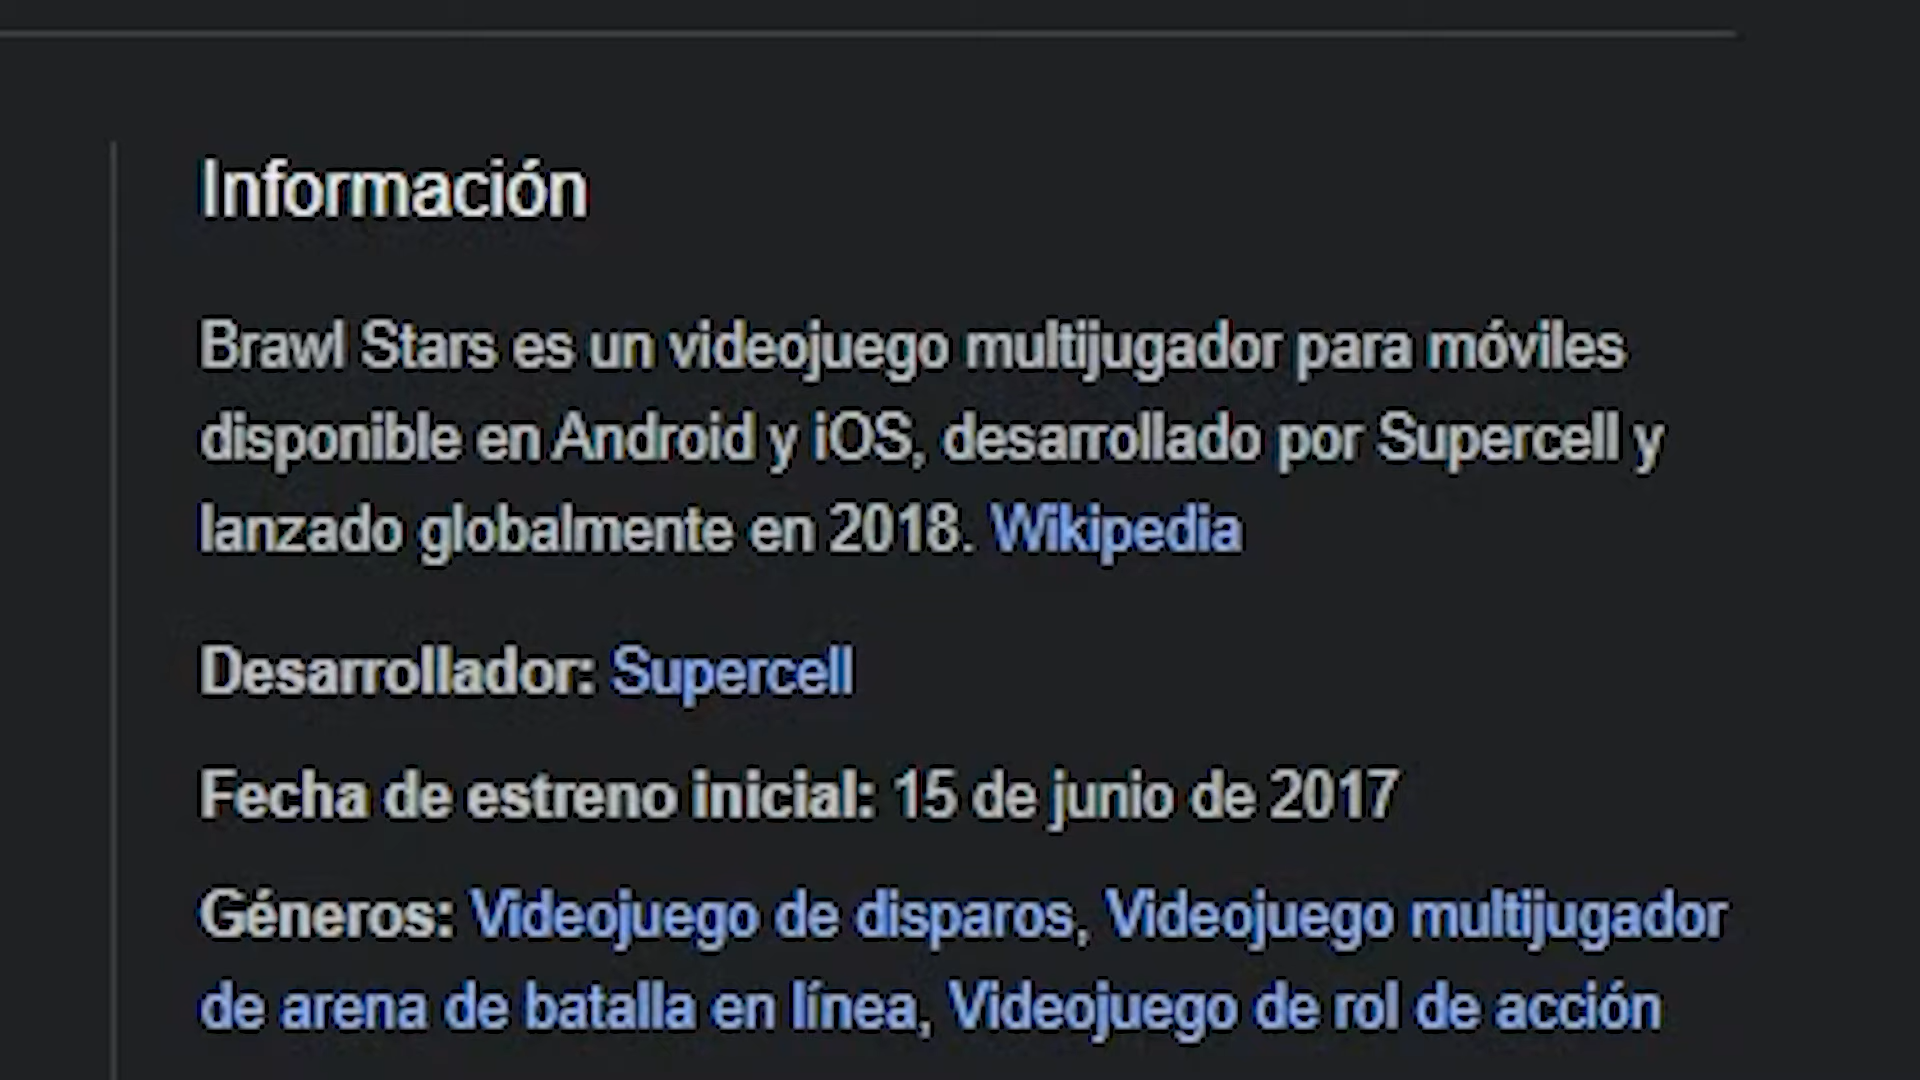 Información
Brawl Stars es un videojuego multijugador para móviles
disponible en Android y iOS, desarrollado por Supercell y
lanzado globalmente en 2018. Wikipedia
Desarrollador: Supercell
Fecha de estreno inicial: 15 de junio de 2017
Géneros: Videojuego de disparos, Videojuego multijugador
de arena de batalla en línea, Videojuego de rol de acción